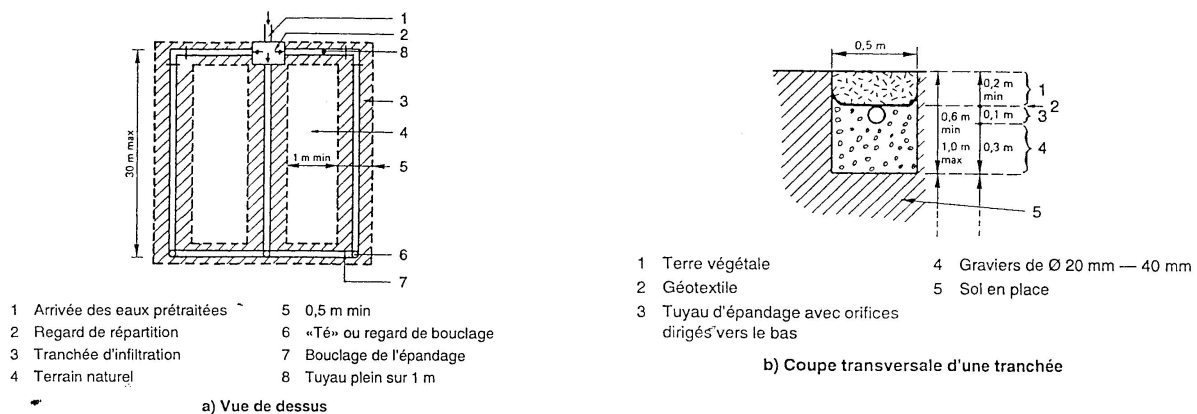 1
2
8
3
4
5
6
7
30 m max
1 m min
1 Arrivée des eaux prétraitées
2 Regard de répartition
3 Tranchée d'infiltration
4 Terrain naturel
5 0,5 m min
6 «Té» ou regard de bouclage
7 Bouclage de l'épandage
8 Tuyau plein sur 1 m
a) Vue de dessus
0,5 m
0,2 m
min
0,6 m
min
1,0 m
max
0,1 m
0,3 m
1
2
3
4
5
1 Terre végétale
2 Géotextile
3 Tuyau d'épandage avec orifices
dirigés vers le bas
4 Graviers de Ø 20 mm — 40 mm
5 Sol en place
b) Coupe transversale d'une tranchée